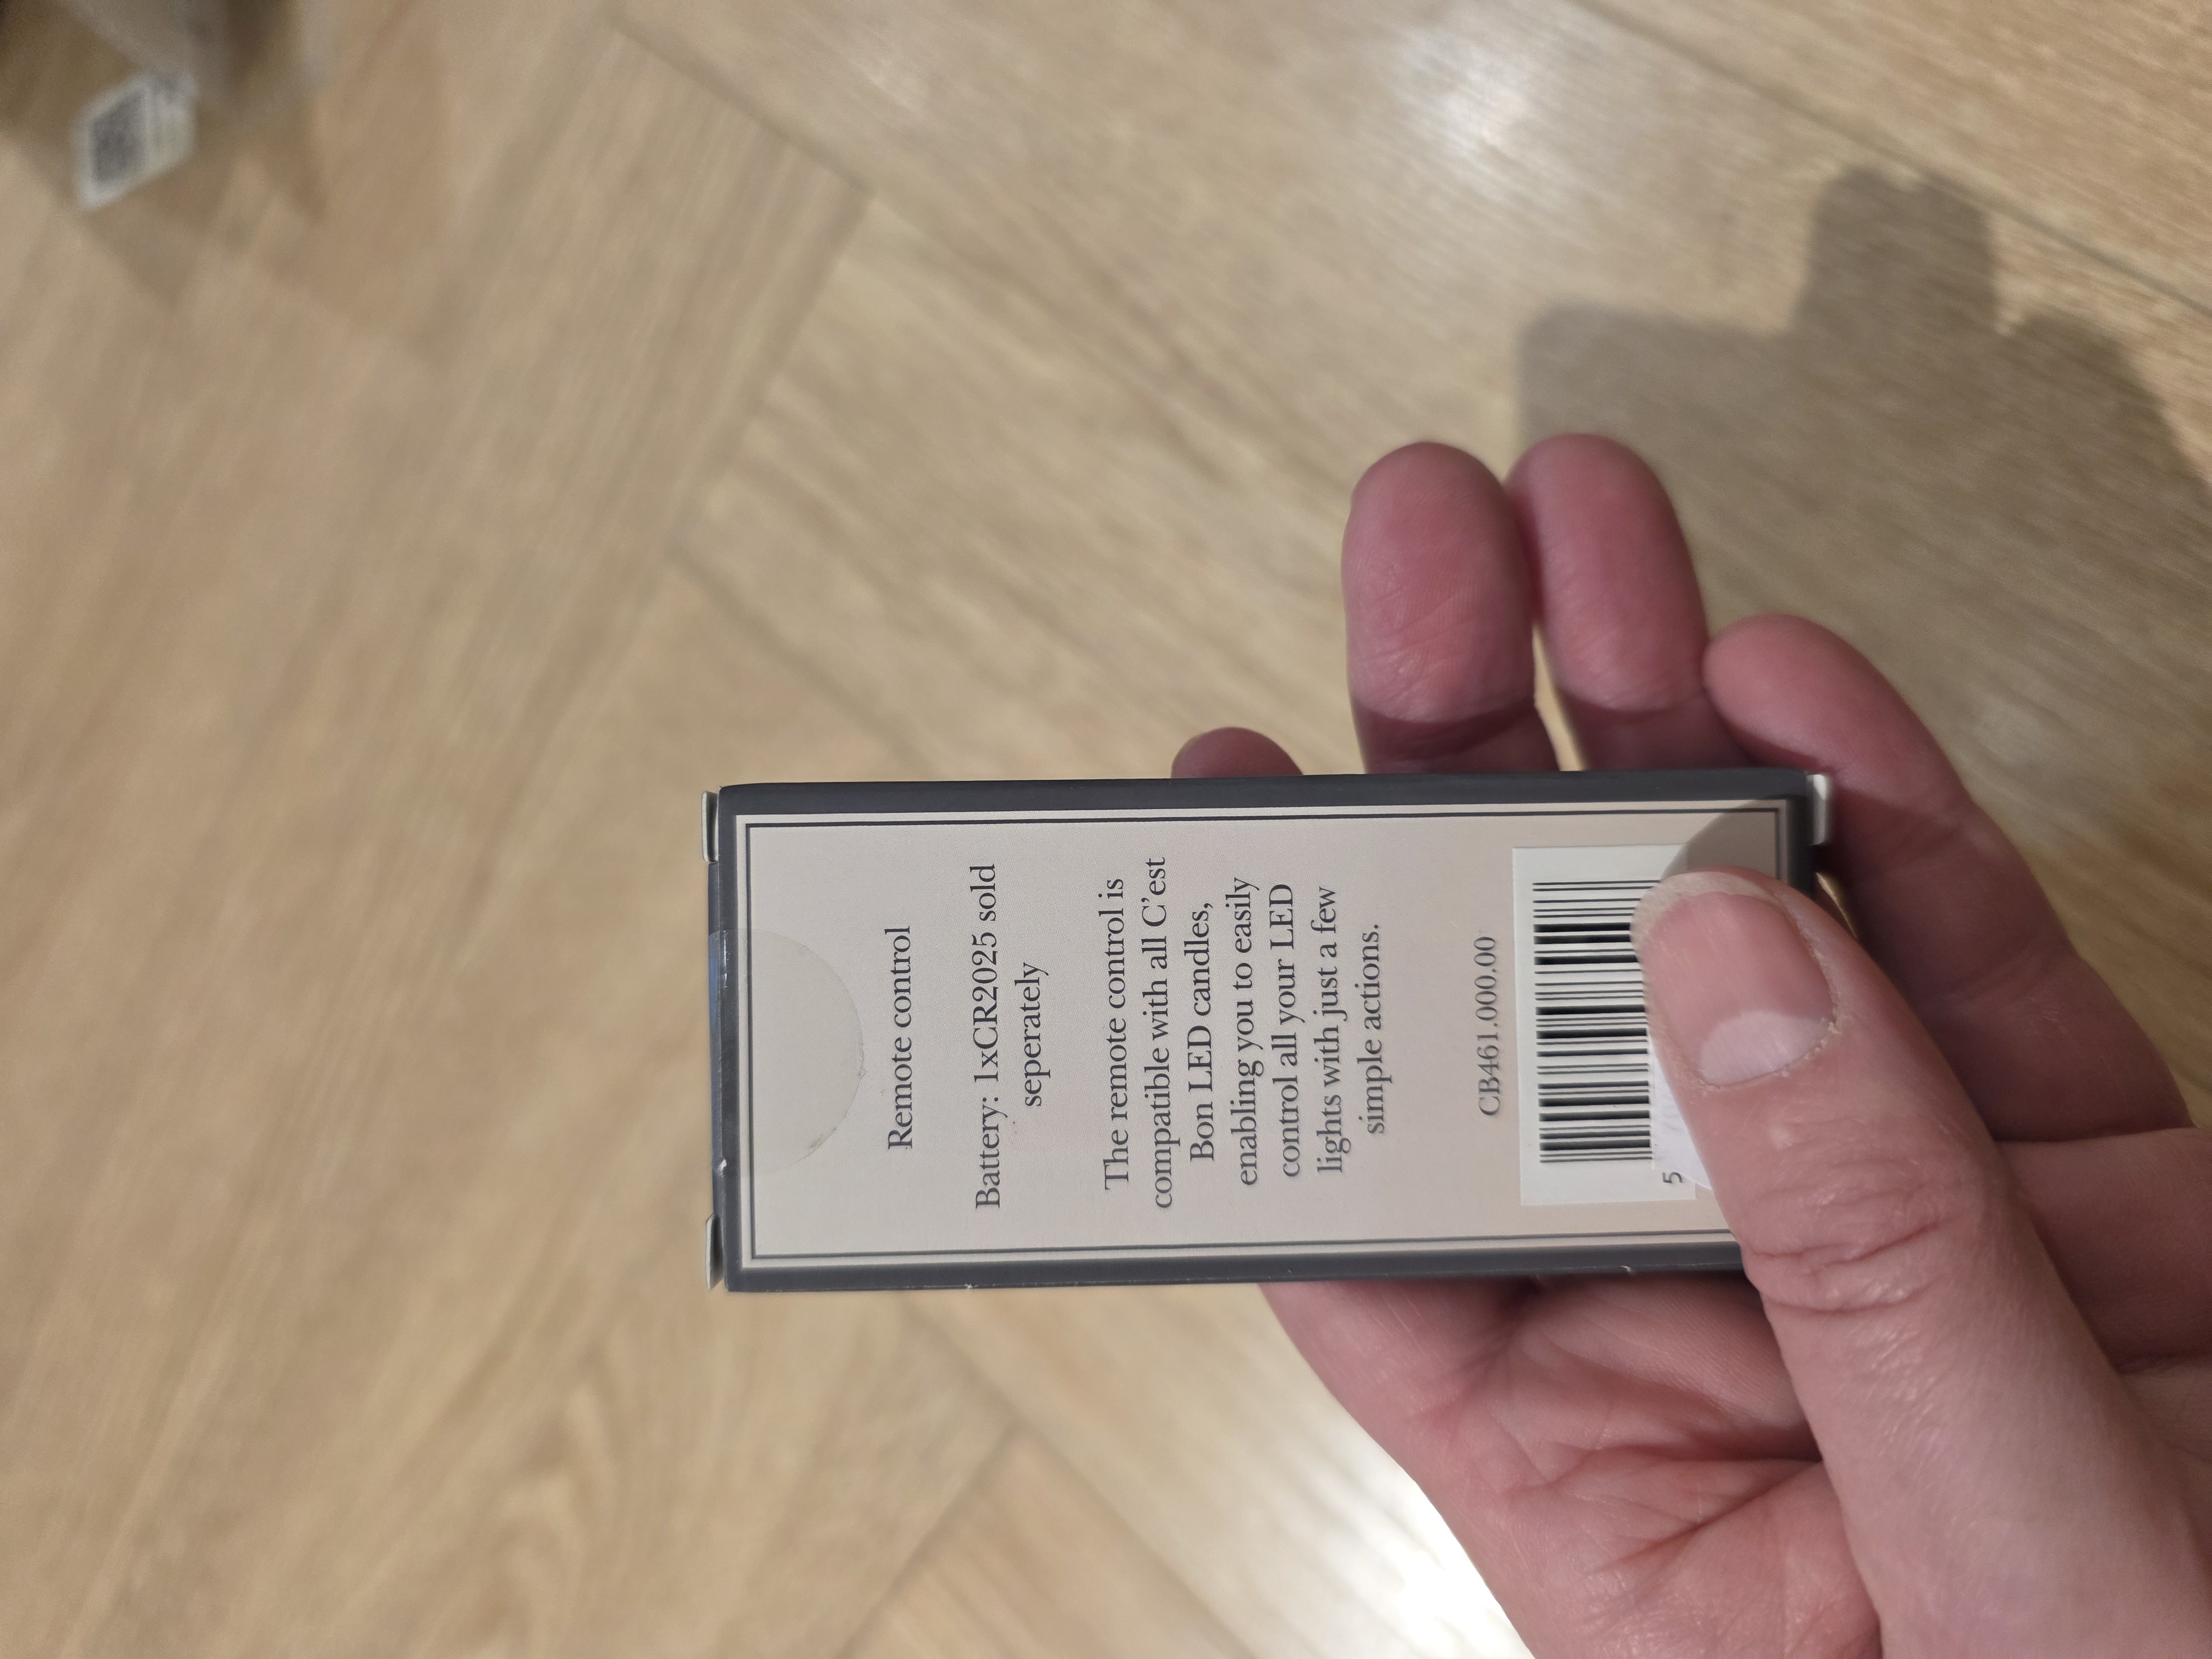 Remote control
Battery: 1xCR2025 sold
seperately
The remote control is
compatible with all C'est
Bon LED candles,
enabling you to easily
control all your LED
lights with just a few
simple actions.
CB461.000.00
5